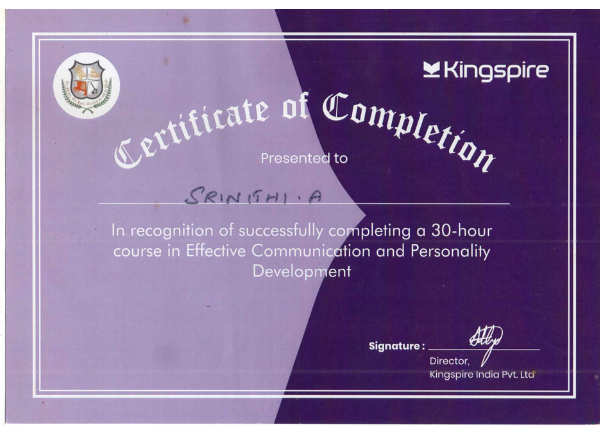 Kingspire
Certificate of Completion
Presented to
SRINITHI . A
In recognition of successfully completing a 30-hour
course in Effective Communication and Personality
Development
Signature :
Director,
Kingspire India Pvt. Ltd